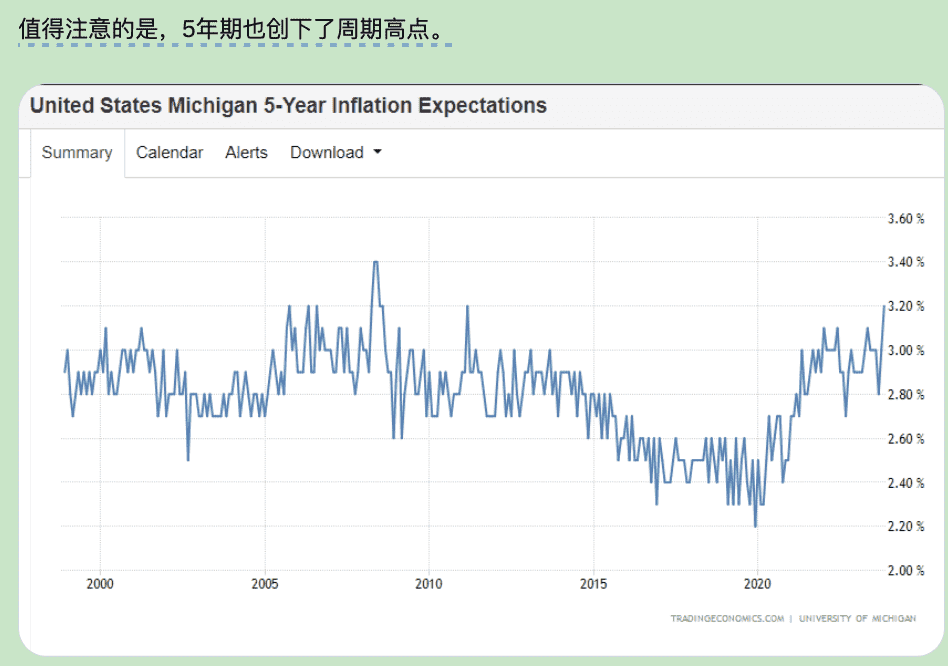 值得注意的是，5年期也创下了周期高点。
United States Michigan 5-Year Inflation Expectations
Summary Calendar Alerts Download
3.60 %
3.40 %
3.20 %
3.00 %
2.80 %
2.60 %
2.40 %
2.20 %
2.00 %
2000 2005 2010 2015 2020
TRADINGECONOMICS.COM | UNIVERSITY OF MICHIGAN